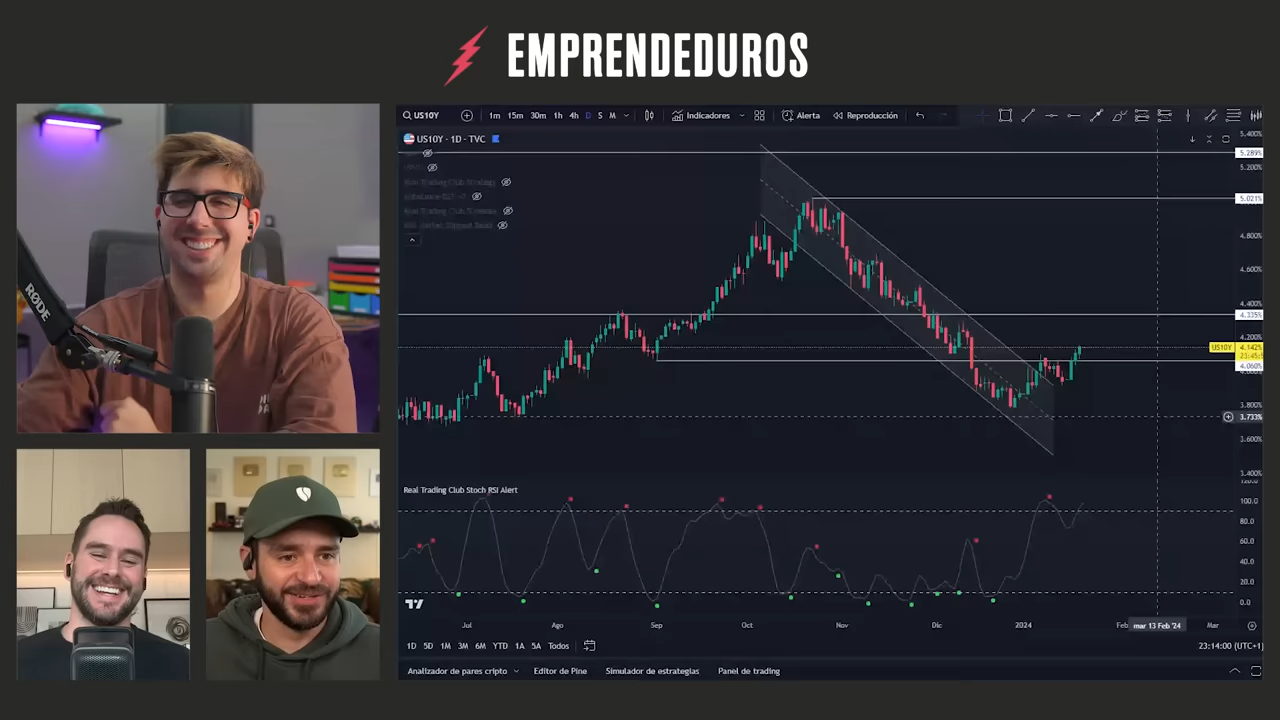 EMPRENDEDUROS
US10Y 1m 15m 30m 1h 4h D S M Indicadores Alerta Reproducción
US10Y · 1D · TVC
5.400%
5.289%
5.200%
5.021%
4.800%
4.600%
4.400%
4.335%
4.200%
US10Y 4.142%
4.060%
3.800%
3.733%
3.600%
3.400%
Real Trading Club Stoch RSI Alert
100.0
80.0
60.0
40.0
20.0
0.0
Jul Ago Sep Oct Nov Dic 2024 Feb mar 13 Feb '24 Mar
1D 5D 1M 3M 6M YTD 1A 5A Todos 23:14:00 (UTC+1)
Analizador de pares cripto Editor de Pine Simulador de estrategias Panel de trading
RØDE